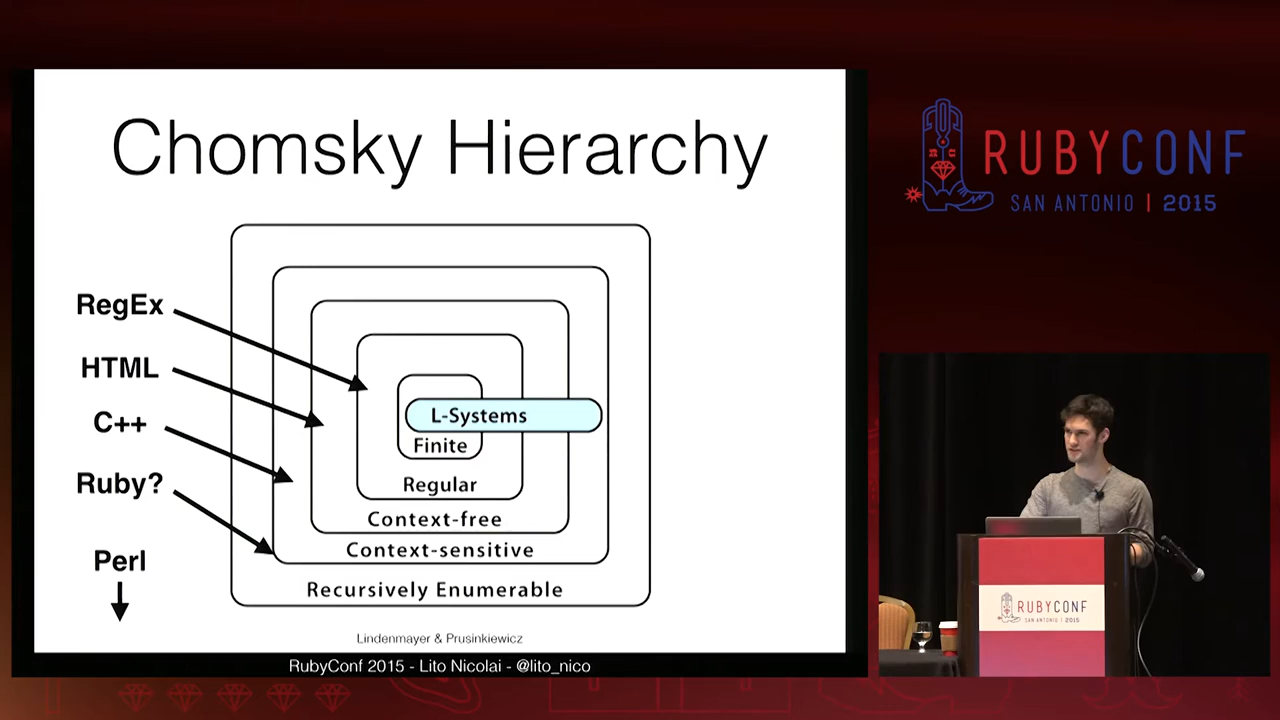 Chomsky Hierarchy
RegEx
HTML
C++
Ruby?
Perl
L-Systems
Finite
Regular
Context-free
Context-sensitive
Recursively Enumerable
Lindenmayer & Prusinkiewicz
RubyConf 2015 - Lito Nicolai - @lito_nico
RUBYCONF
SAN ANTONIO | 2015
RUBYCONF
SAN ANTONIO | 2015